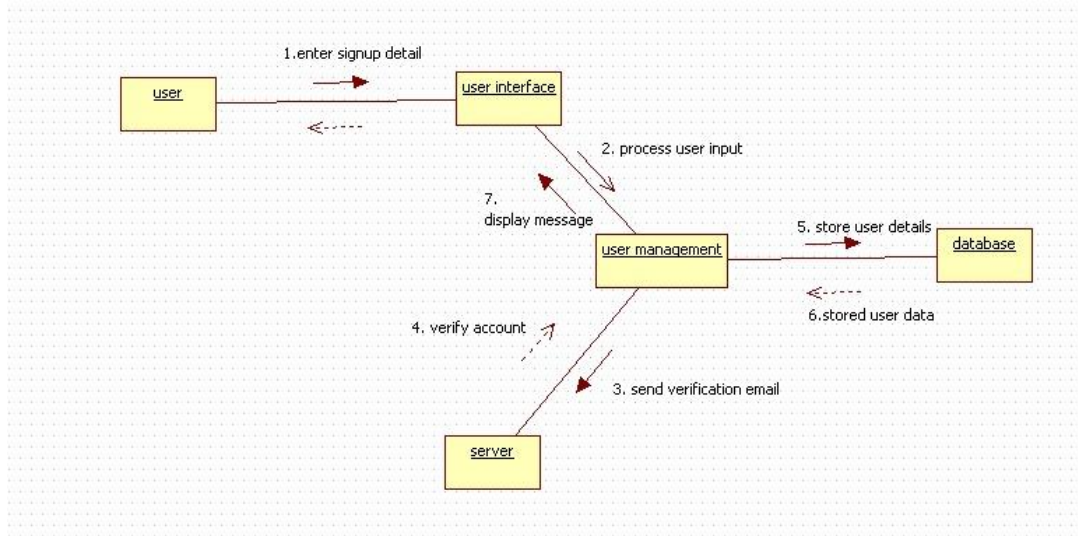 1.enter signup detail
user
user interface
2. process user input
7.
display message
5. store user details
user management
database
6.stored user data
4. verify account
3. send verification email
server